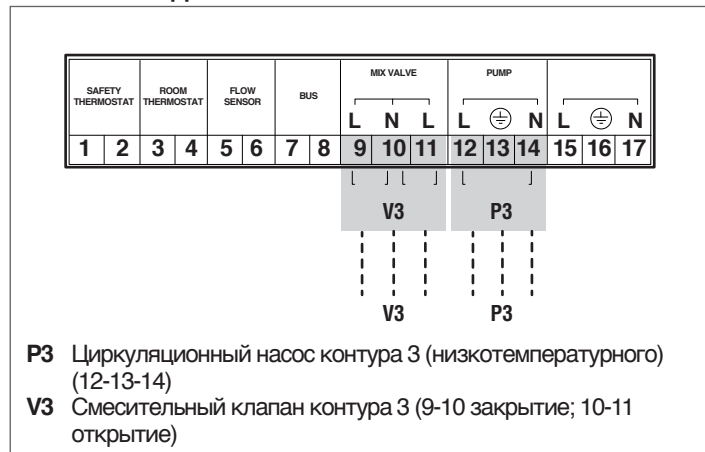 SAFETY THERMOSTAT
ROOM THERMOSTAT
FLOW SENSOR
BUS
MIX VALVE
PUMP
L N L L N L N
1 2 3 4 5 6 7 8 9 10 11 12 13 14 15 16 17
V3 P3
V3 P3
P3 Циркуляционный насос контура 3 (низкотемпературного)
(12-13-14)
V3 Смесительный клапан контура 3 (9-10 закрытие; 10-11
открытие)